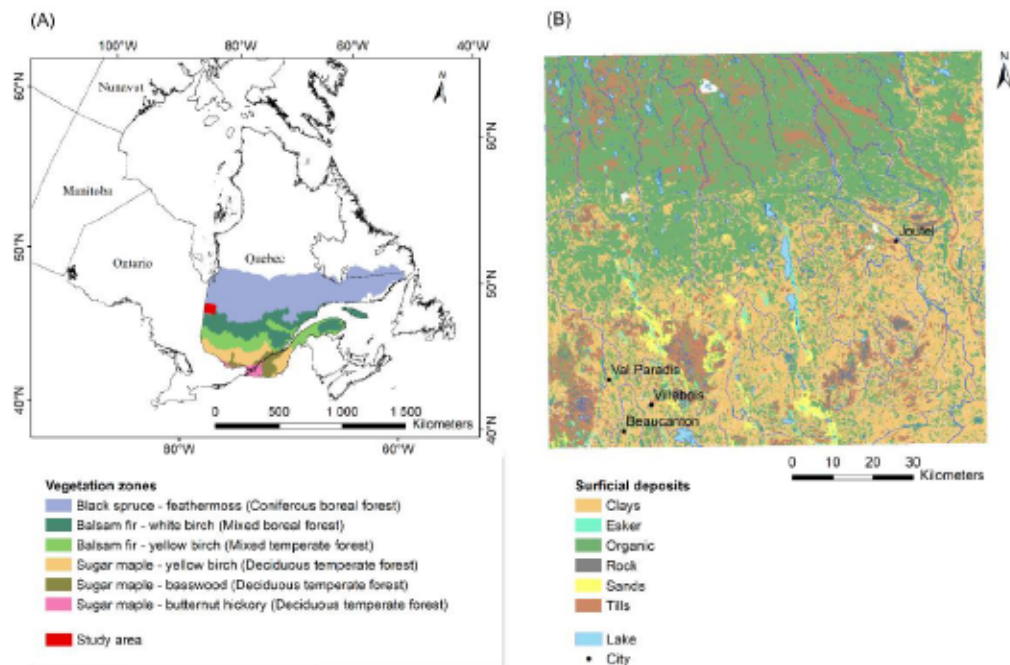 (A)
80°W 60°W
100°W 40°W
60°N
60°N
N
Nunavut
Manitoba
Ontario
Quebec
50°N
50°N
40°N
40°N
0 500 1 000 1 500
Kilometers
80°W 60°W
Vegetation zones
Black spruce - feathermoss (Coniferous boreal forest)
Balsam fir - white birch (Mixed boreal forest)
Balsam fir - yellow birch (Mixed temperate forest)
Sugar maple - yellow birch (Deciduous temperate forest)
Sugar maple - basswood (Deciduous temperate forest)
Sugar maple - butternut hickory (Deciduous temperate forest)
Study area
(B)
N
Joutel
Val Paradis
Villebois
Beaucanton
0 10 20 30
Kilometers
Surficial deposits
Clays
Esker
Organic
Rock
Sands
Tills
Lake
City